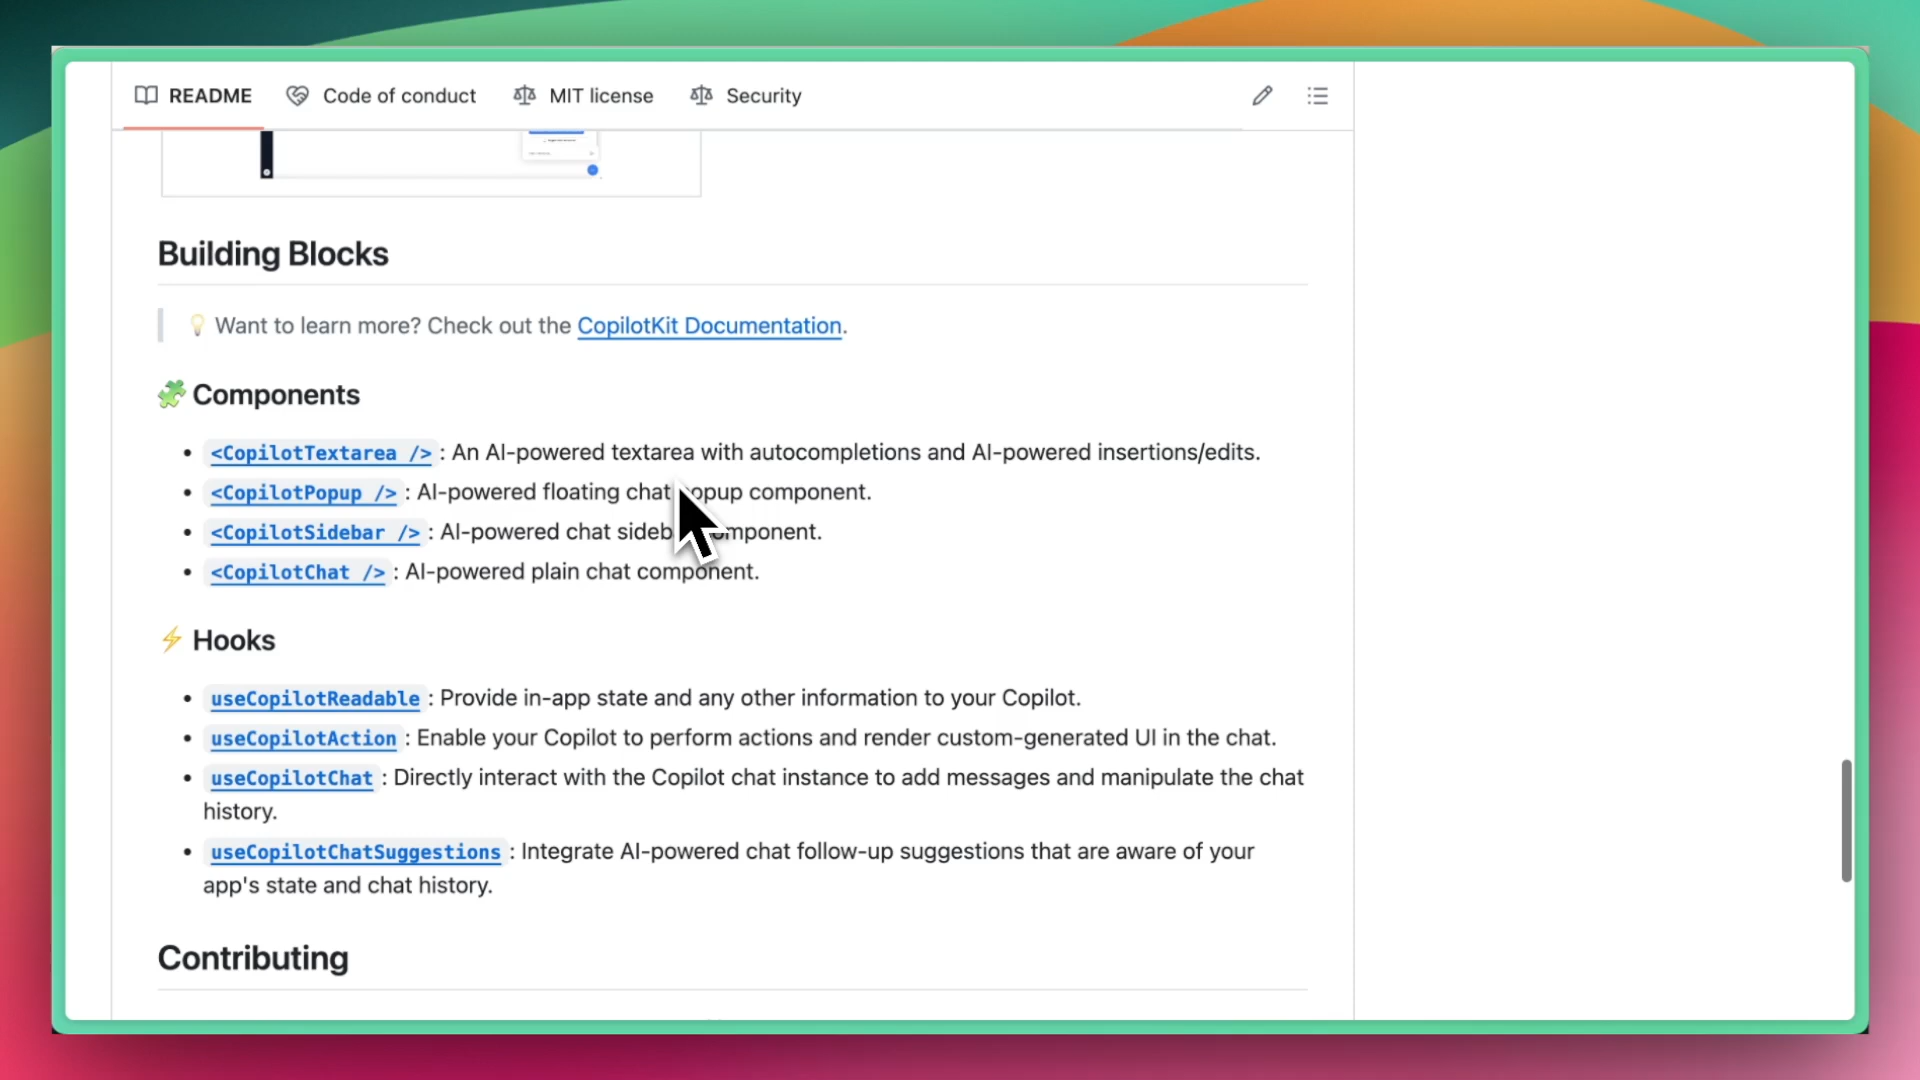 README Code of conduct MIT license Security
Building Blocks
💡 Want to learn more? Check out the CopilotKit Documentation.
🧩 Components
• <CopilotTextarea /> : An AI-powered textarea with autocompletions and AI-powered insertions/edits.
• <CopilotPopup /> : AI-powered floating chat opup component.
• <CopilotSidebar /> : AI-powered chat sideb mponent.
• <CopilotChat /> : AI-powered plain chat component.
⚡ Hooks
• useCopilotReadable : Provide in-app state and any other information to your Copilot.
• useCopilotAction : Enable your Copilot to perform actions and render custom-generated UI in the chat.
• useCopilotChat : Directly interact with the Copilot chat instance to add messages and manipulate the chat
history.
• useCopilotChatSuggestions : Integrate AI-powered chat follow-up suggestions that are aware of your
app's state and chat history.
Contributing